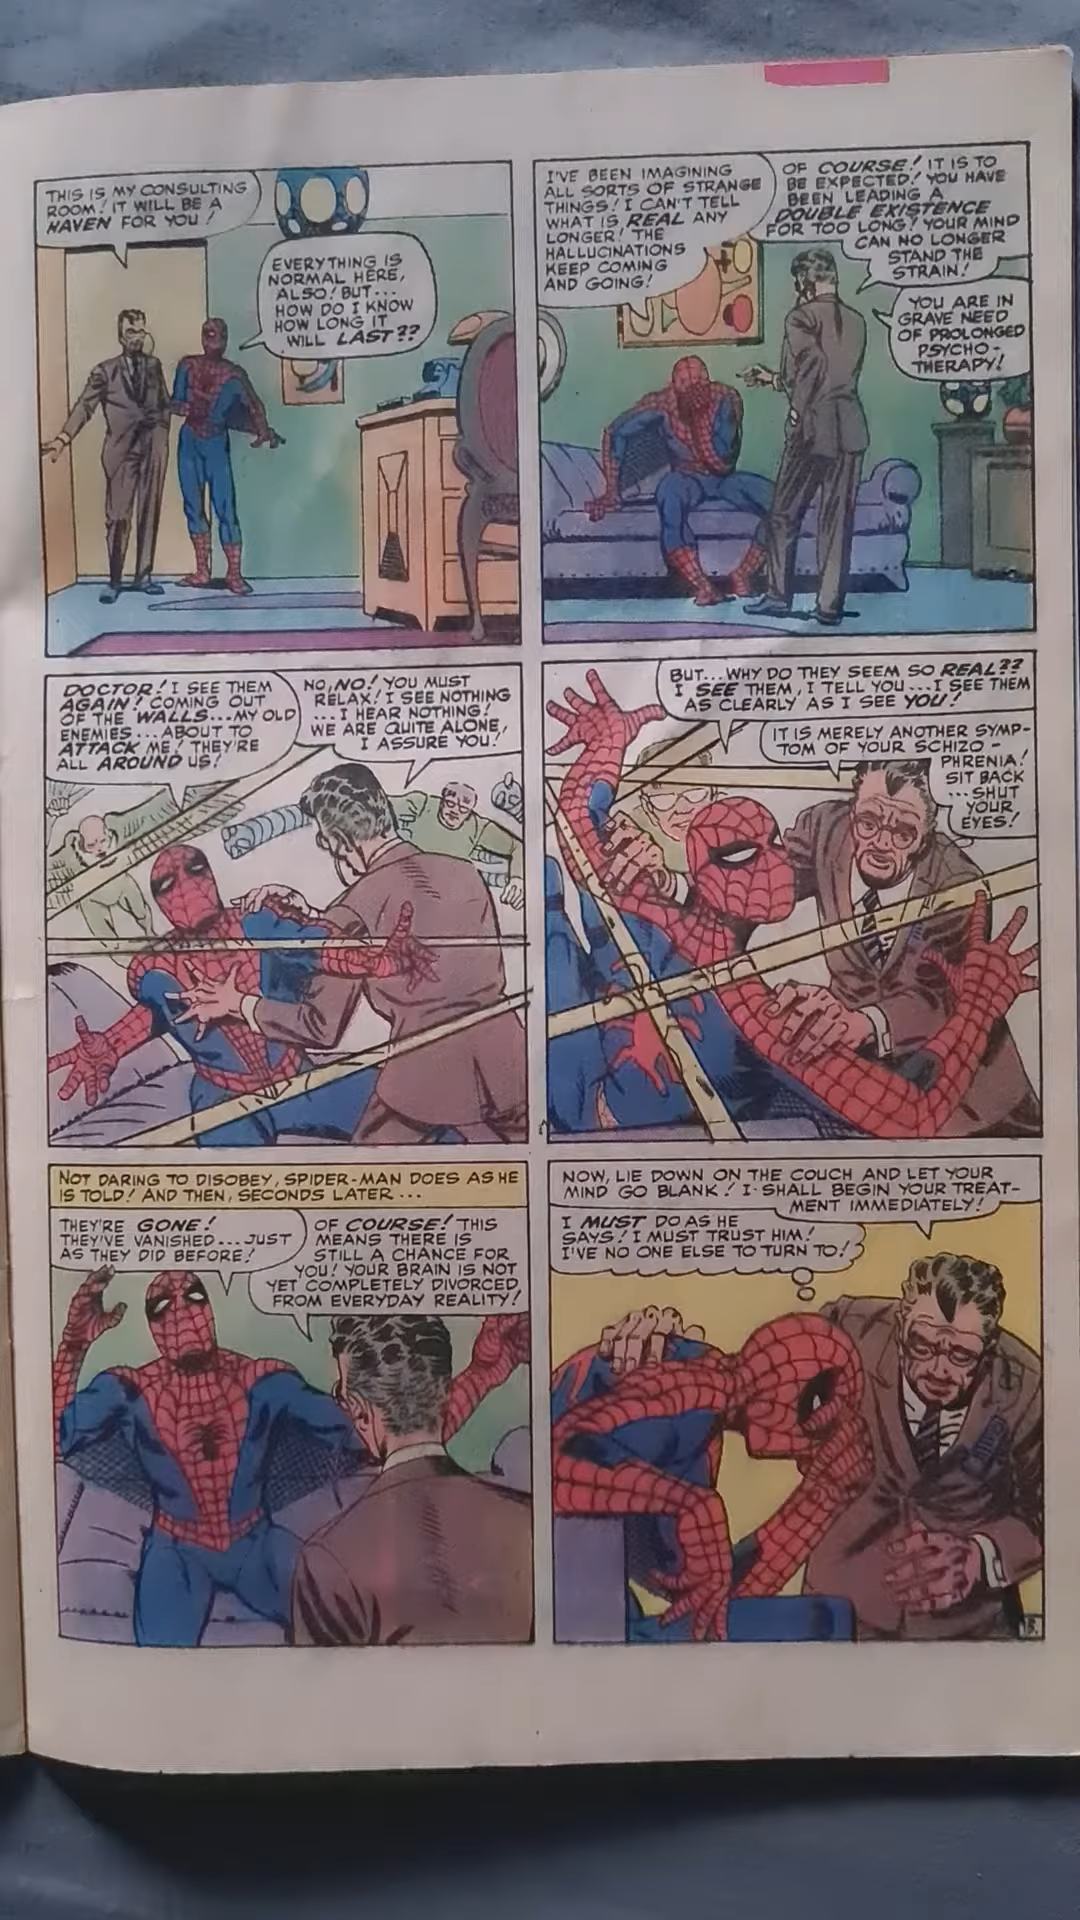 THIS IS MY CONSULTING
ROOM! IT WILL BE A
HAVEN FOR YOU!
EVERYTHING IS
NORMAL HERE,
ALSO! BUT...
HOW DO I KNOW
HOW LONG IT
WILL LAST??
I'VE BEEN IMAGINING
ALL SORTS OF STRANGE
THINGS! I CAN'T TELL
WHAT IS REAL ANY
LONGER! THE
HALLUCINATIONS
KEEP COMING
AND GOING!
OF COURSE! IT IS TO
BE EXPECTED! YOU HAVE
BEEN LEADING A
DOUBLE EXISTENCE
FOR TOO LONG! YOUR MIND
CAN NO LONGER
STAND THE
STRAIN!
YOU ARE IN
GRAVE NEED
OF PROLONGED
PSYCHO-
THERAPY!
DOCTOR! I SEE THEM
AGAIN! COMING OUT
OF THE WALLS...MY OLD
ENEMIES...ABOUT TO
ATTACK ME! THEY'RE
ALL AROUND US!
NO, NO! YOU MUST
RELAX! I SEE NOTHING
...I HEAR NOTHING!
WE ARE QUITE ALONE,
I ASSURE YOU!
BUT...WHY DO THEY SEEM SO REAL??
I SEE THEM, I TELL YOU...I SEE THEM
AS CLEARLY AS I SEE YOU!
IT IS MERELY ANOTHER SYMP-
TOM OF YOUR SCHIZO-
PHRENIA!
SIT BACK
...SHUT
YOUR
EYES!
NOT DARING TO DISOBEY, SPIDER-MAN DOES AS HE
IS TOLD! AND THEN, SECONDS LATER...
THEY'RE GONE!
THEY'VE VANISHED...JUST
AS THEY DID BEFORE!
OF COURSE! THIS
MEANS THERE IS
STILL A CHANCE FOR
YOU! YOUR BRAIN IS NOT
YET COMPLETELY DIVORCED
FROM EVERYDAY REALITY!
NOW, LIE DOWN ON THE COUCH AND LET YOUR
MIND GO BLANK! I SHALL BEGIN YOUR TREAT-
MENT IMMEDIATELY!
I MUST DO AS HE
SAYS! I MUST TRUST HIM!
I'VE NO ONE ELSE TO TURN TO!